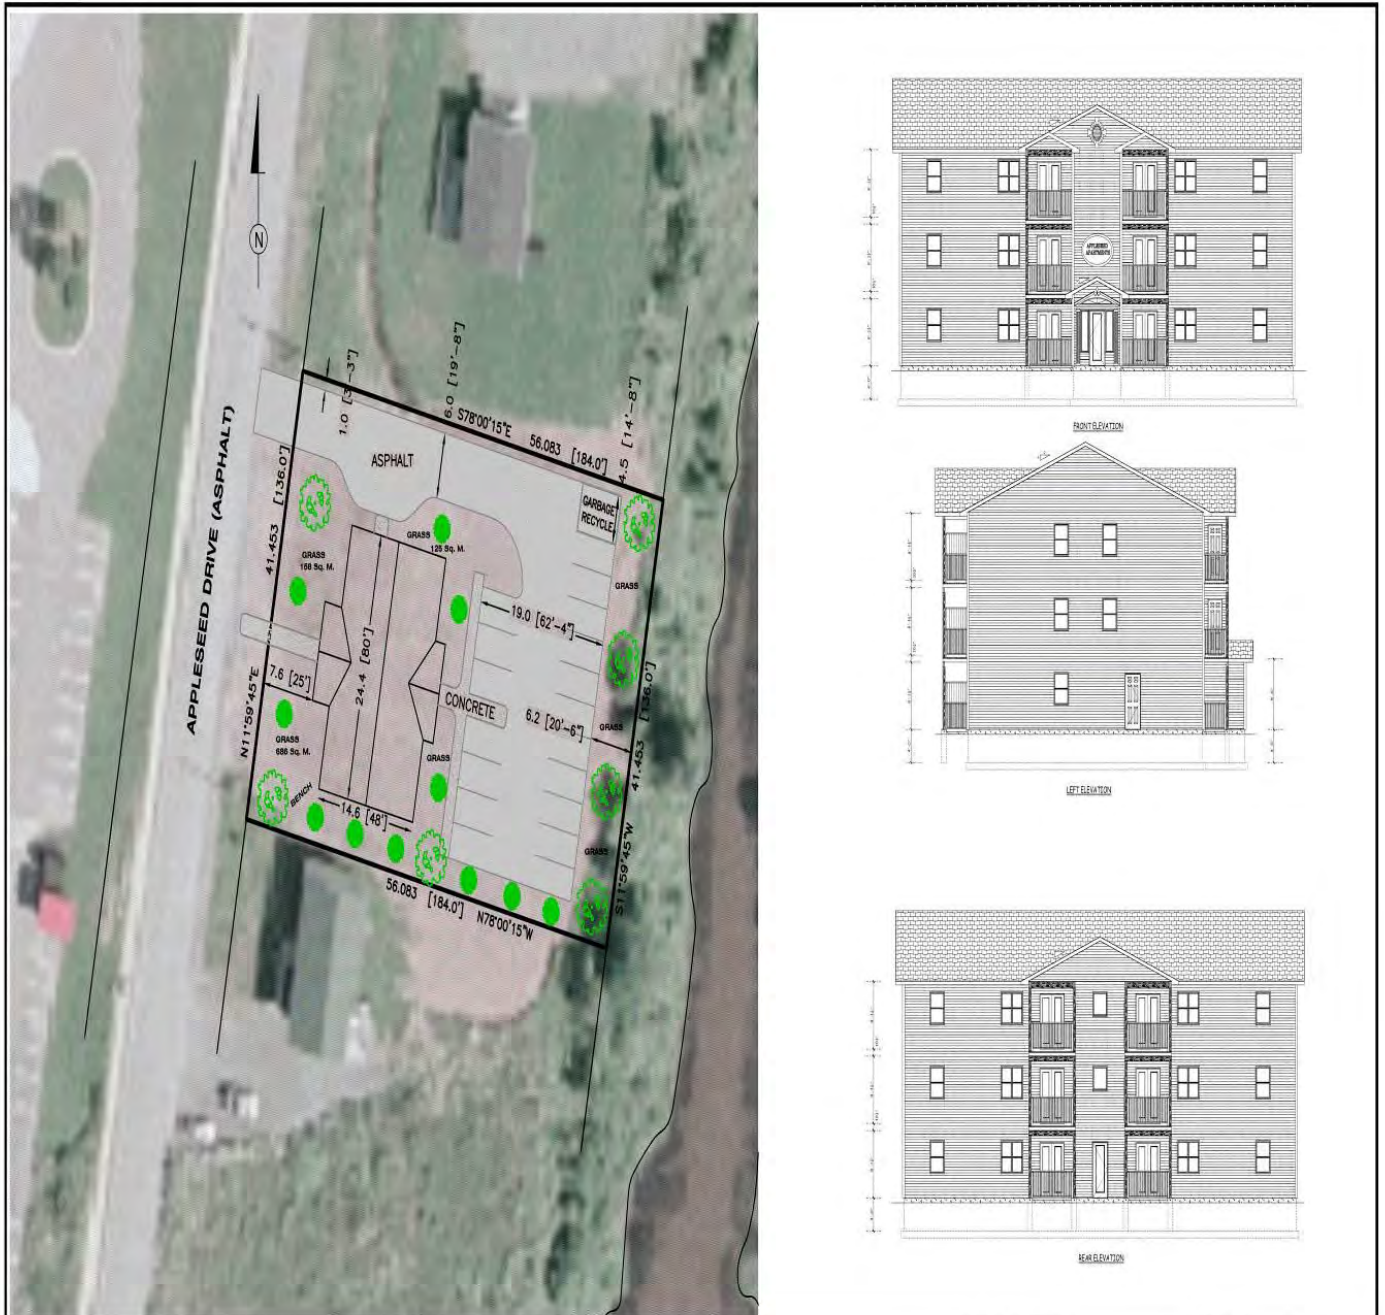 N
APPLESEED DRIVE (ASPHALT)
1.0 [3'-3"]
6.0 [19'-8"]
S78°00'15"E 56.083 [184.0']
4.5 [14'-8"]
ASPHALT
GARBAGE
RECYCLE
41.453 [136.0']
GRASS
125 Sq. M.
GRASS
168 Sq. M.
GRASS
19.0 [62'-4"]
24.4 [80']
7.6 [25']
N11°59'45"E
CONCRETE
6.2 [20'-6"]
GRASS
41.453 [136.0']
GRASS
686 Sq. M.
GRASS
BENCH
14.6 [48']
GRASS
S11°59'45"W
56.083 [184.0'] N78°00'15"W
APPLESEED
APARTMENTS
FRONT ELEVATION
LEFT ELEVATION
REAR ELEVATION